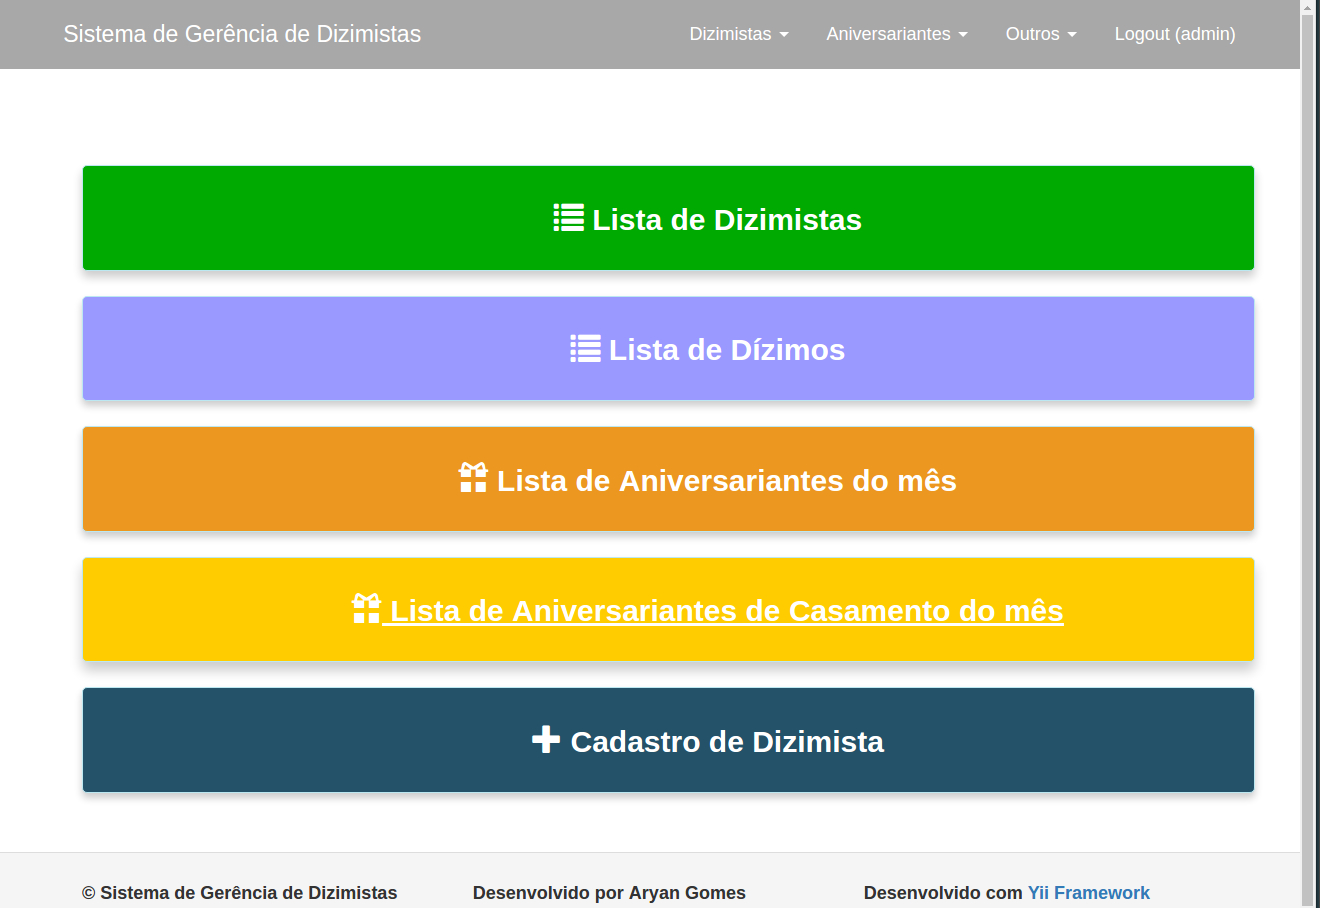 Sistema de Gerência de Dizimistas Dizimistas Aniversariantes Outros Logout (admin)
Lista de Dizimistas
Lista de Dízimos
Lista de Aniversariantes do mês
Lista de Aniversariantes de Casamento do mês
Cadastro de Dizimista
© Sistema de Gerência de Dizimistas Desenvolvido por Aryan Gomes Desenvolvido com Yii Framework